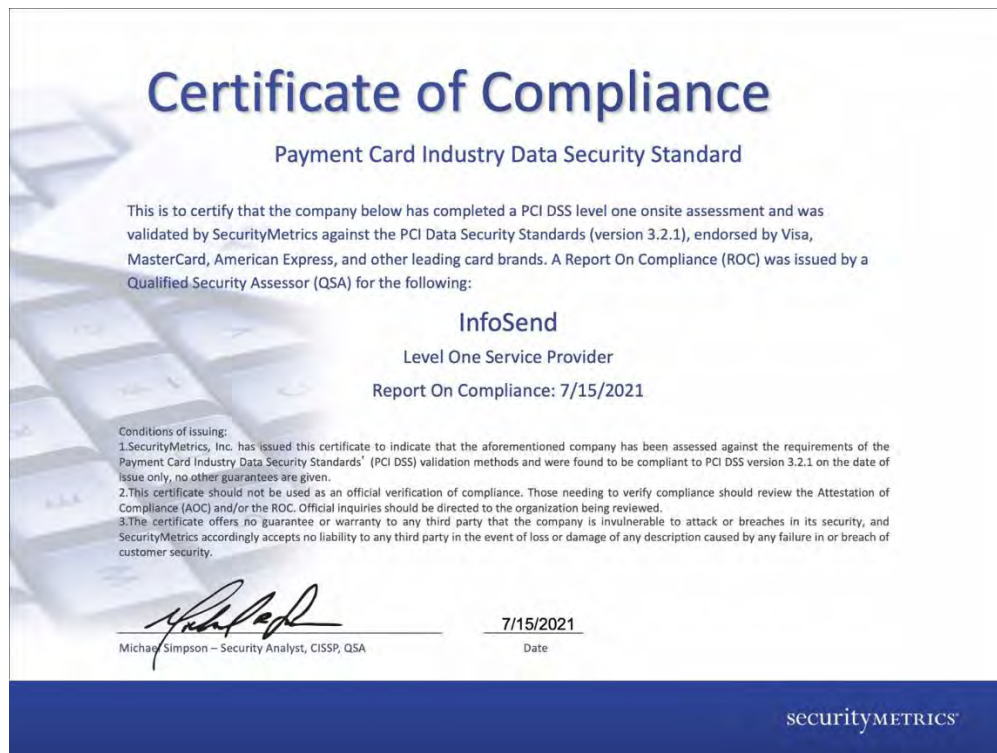 Certificate of Compliance
Payment Card Industry Data Security Standard
This is to certify that the company below has completed a PCI DSS level one onsite assessment and was
validated by SecurityMetrics against the PCI Data Security Standards (version 3.2.1), endorsed by Visa,
MasterCard, American Express, and other leading card brands. A Report On Compliance (ROC) was issued by a
Qualified Security Assessor (QSA) for the following:
InfoSend
Level One Service Provider
Report On Compliance: 7/15/2021
Conditions of issuing:
1.SecurityMetrics, Inc. has issued this certificate to indicate that the aforementioned company has been assessed against the requirements of the
Payment Card Industry Data Security Standards' (PCI DSS) validation methods and were found to be compliant to PCI DSS version 3.2.1 on the date of
issue only, no other guarantees are given.
2.This certificate should not be used as an official verification of compliance. Those needing to verify compliance should review the Attestation of
Compliance (AOC) and/or the ROC. Official inquiries should be directed to the organization being reviewed.
3.The certificate offers no guarantee or warranty to any third party that the company is invulnerable to attack or breaches in its security, and
SecurityMetrics accordingly accepts no liability to any third party in the event of loss or damage of any description caused by any failure in or breach of
customer security.
7/15/2021
Michael Simpson – Security Analyst, CISSP, QSA
Date
securityMETRICS